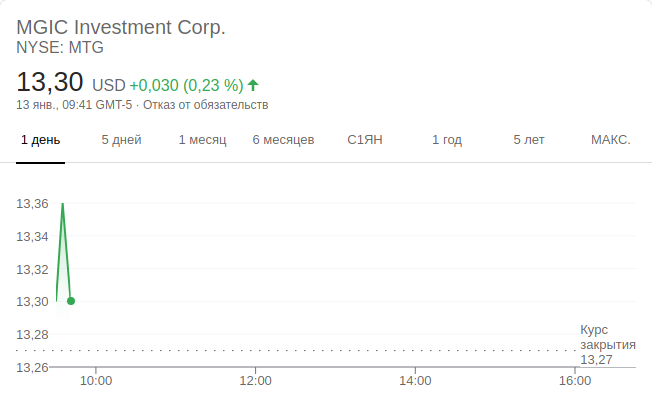 MGIC Investment Corp.
NYSE: MTG
13,30 USD +0,030 (0,23 %)
13 янв., 09:41 GMT-5 · Отказ от обязательств
1 день 5 дней 1 месяц 6 месяцев С1ЯН 1 год 5 лет МАКС.
13,36
13,34
13,32
13,30
13,28
13,26
Курс
закрытия
13,27
10:00 12:00 14:00 16:00